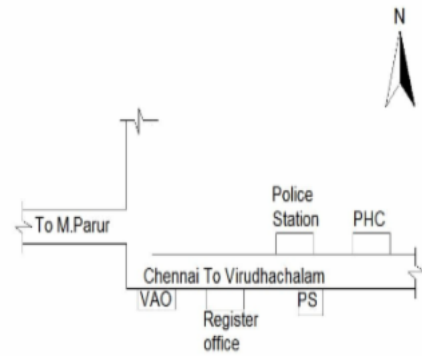 N
Police
Station
PHC
To M.Parur
Chennai To Virudhachalam
VAO
Register
office
PS